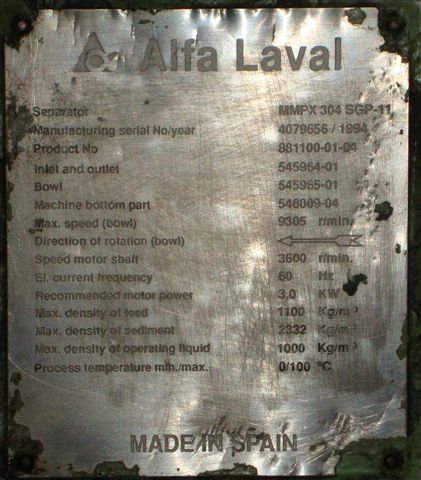 Alfa Laval
Separator MMPX 304 SGP-11
Manufacturing serial No/year 4079656 / 1994
Product No 881100-01-04
Inlet and outlet 545964-01
Bowl 545965-01
Machine bottom part 546009-04
Max. speed (bowl) 9305 r/min.
Direction of rotation (bowl)
Speed motor shaft 3600 r/min.
El. current frequency 60 Hz
Recommended motor power 3,0 KW
Max. density of feed 1100 Kg/m³
Max. density of sediment 2332 Kg/m³
Max. density of operating liquid 1000 Kg/m³
Process temperature min./max. 0/100 ºC
MADE IN SPAIN